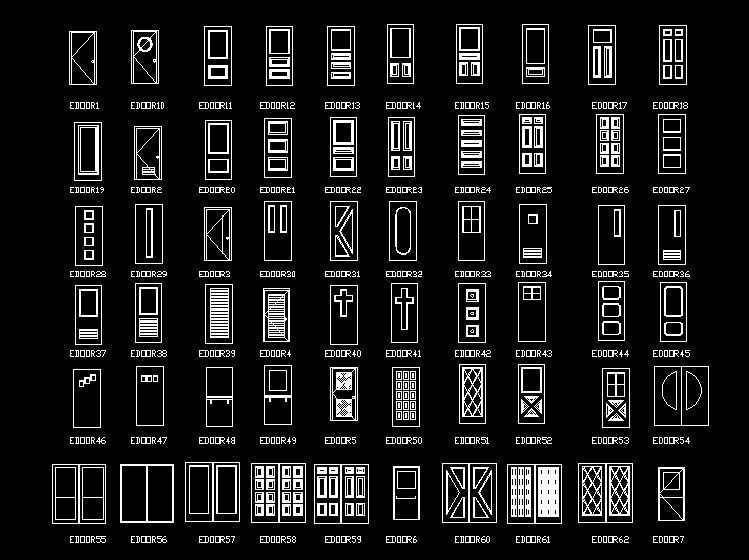 EDOOR1 EDOOR10 EDOOR11 EDOOR12 EDOOR13 EDOOR14 EDOOR15 EDOOR16 EDOOR17 EDOOR18
EDOOR19 EDOOR2 EDOOR20 EDOOR21 EDOOR22 EDOOR23 EDOOR24 EDOOR25 EDOOR26 EDOOR27
EDOOR28 EDOOR29 EDOOR3 EDOOR30 EDOOR31 EDOOR32 EDOOR33 EDOOR34 EDOOR35 EDOOR36
EDOOR37 EDOOR38 EDOOR39 EDOOR4 EDOOR40 EDOOR41 EDOOR42 EDOOR43 EDOOR44 EDOOR45
EDOOR46 EDOOR47 EDOOR48 EDOOR49 EDOOR5 EDOOR50 EDOOR51 EDOOR52 EDOOR53 EDOOR54
EDOOR55 EDOOR56 EDOOR57 EDOOR58 EDOOR59 EDOOR6 EDOOR60 EDOOR61 EDOOR62 EDOOR7